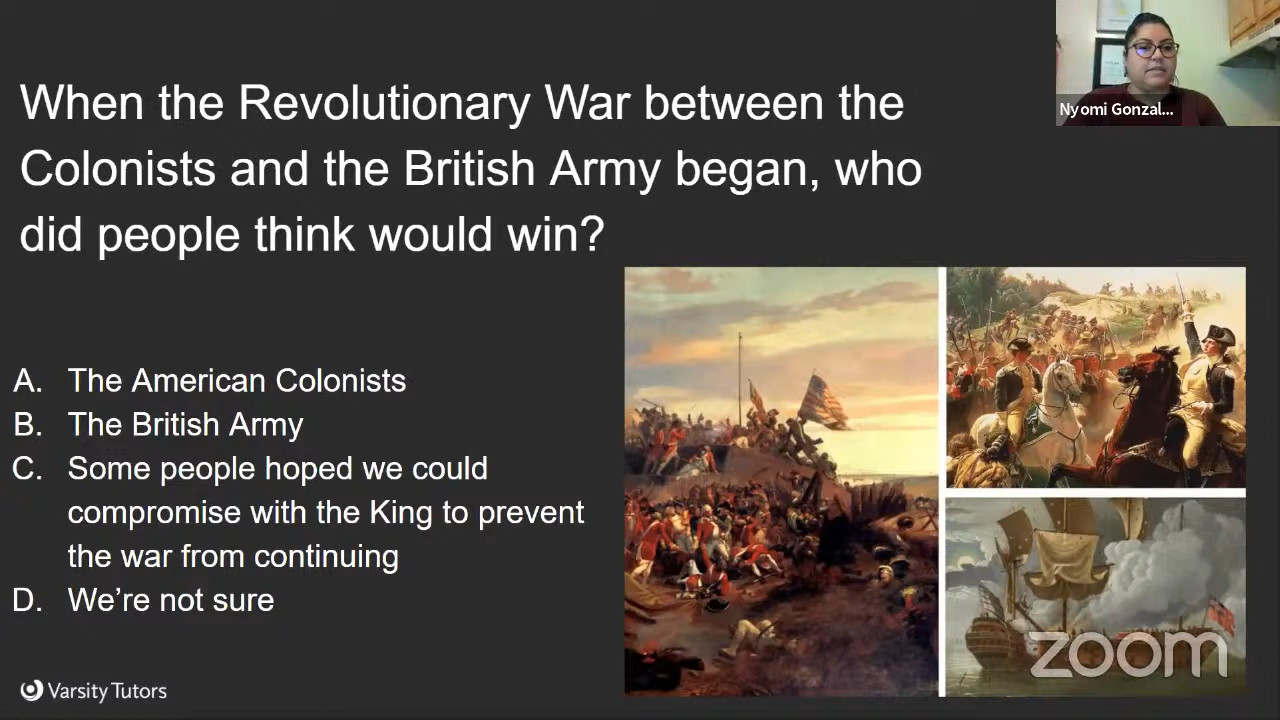 When the Revolutionary War between the
Colonists and the British Army began, who
did people think would win?
Nyomi Gonzal...
A. The American Colonists
B. The British Army
C. Some people hoped we could
compromise with the King to prevent
the war from continuing
D. We’re not sure
Varsity Tutors
zoom